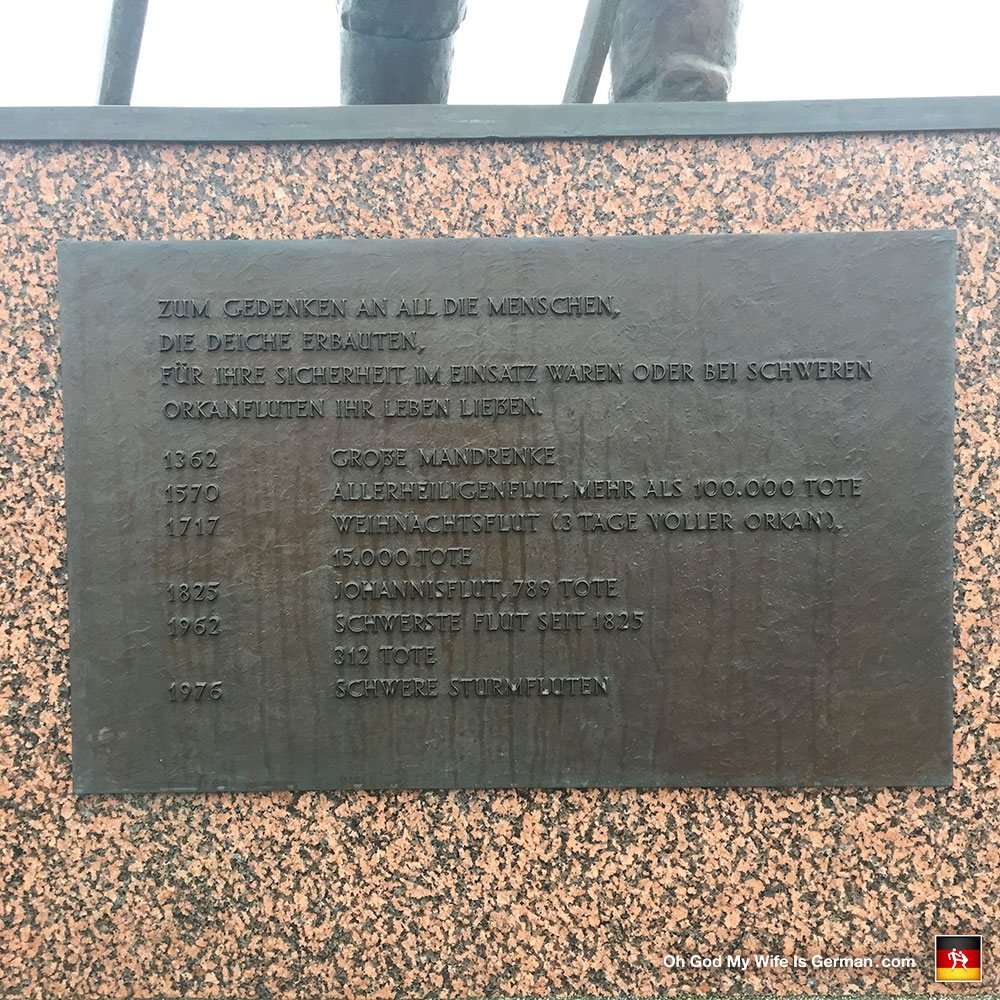 ZUM GEDENKEN AN ALL DIE MENSCHEN,
DIE DEICHE ERBAUTEN,
FÜR IHRE SICHERHEIT IM EINSATZ WAREN ODER BEI SCHWEREN
ORKANFLUTEN IHR LEBEN LIEẞEN.
1362 GROẞE MANDRENKE
1570 ALLERHEILIGENFLUT, MEHR ALS 100.000 TOTE
1717 WEIHNACHTSFLUT (3 TAGE VOLLER ORKAN),
15.000 TOTE
1825 JOHANNISFLUT, 789 TOTE
1962 SCHWERSTE FLUT SEIT 1825
312 TOTE
1976 SCHWERE STURMFLUTEN
Oh God My Wife Is German.com